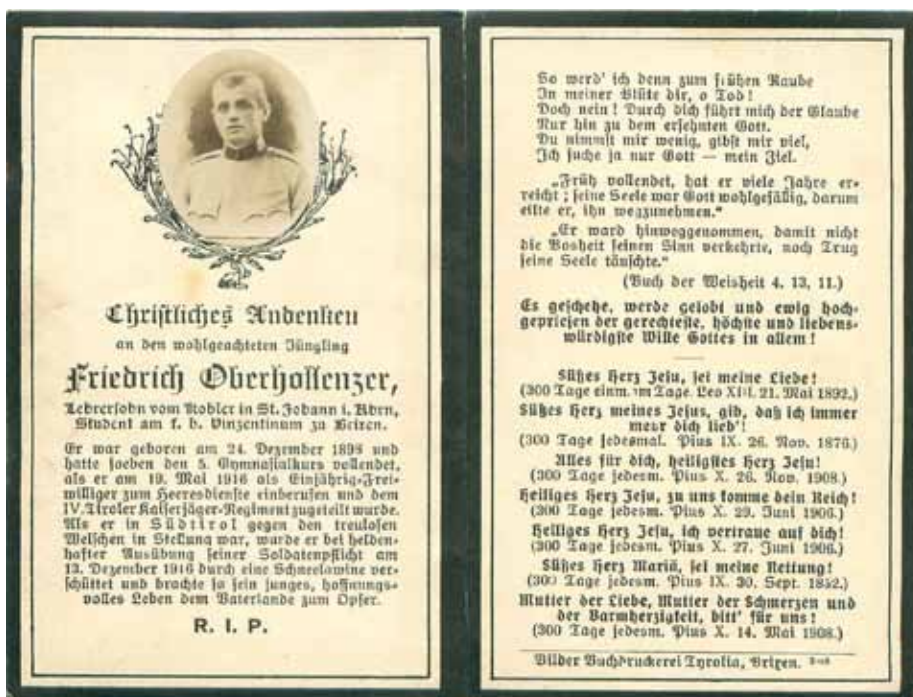 Christliches Andenken
an den wohlgeachteten Jüngling
Friedrich Oberhollenzer,
Lehrersohn vom Kobler in St. Johann i. Ahrn,
Student am f. b. Vinzentinum zu Brixen.
Er war geboren am 24. Dezember 1898 und
hatte soeben den 5. Gymnasialkurs vollendet,
als er am 19. Mai 1916 als Einjährig-Frei-
williger zum Heeresdienste einberufen und dem
IV. Tiroler Kaiserjäger-Regiment zugeteilt wurde.
Als er in Südtirol gegen den treulosen
Welschen in Stellung war, wurde er bei helden-
hafter Ausübung seiner Soldatenpflicht am
13. Dezember 1916 durch eine Schneelawine ver-
schüttet und brachte so sein junges, hoffnungs-
volles Leben dem Vaterlande zum Opfer.
R. I. P.
So werd' ich denn zum frühen Raube
In meiner Blüte dir, o Tod!
Doch nein! Durch dich führt mich der Glaube
Nur hin zu dem ersehnten Gott.
Du nimmst mir wenig, gibst mir viel,
Ich suche ja nur Gott — mein Ziel.
„Früh vollendet, hat er viele Jahre er-
reicht; seine Seele war Gott wohlgefällig, darum
eilte er, ihn wegzunehmen."
„Er ward hinweggenommen, damit nicht
die Bosheit seinen Sinn verkehrte, noch Trug
seine Seele täuschte."
(Buch der Weisheit 4. 13, 11.)
Es geschehe, werde gelobt und ewig hoch-
gepriesen der gerechteste, höchste und liebens-
würdigste Wille Gottes in allem!
Süßes Herz Jesu, sei meine Liebe!
(300 Tage einm. am Tage. Leo XIII. 21. Mai 1892.)
Süßes Herz meines Jesus, gib, daß ich immer
mehr dich lieb'!
(300 Tage jedesmal. Pius IX. 26. Nov. 1876.)
Alles für dich, heiligstes Herz Jesu!
(300 Tage jedesm. Pius X. 26. Nov. 1908.)
Heiliges Herz Jesu, zu uns komme dein Reich!
(300 Tage jedesm. Pius X. 29. Juni 1906.)
Heiliges Herz Jesu, ich vertraue auf dich!
(300 Tage jedesm. Pius X. 27. Juni 1906.)
Süßes Herz Mariä, sei meine Rettung!
(300 Tage jedesm. Pius IX. 30. Sept. 1852.)
Mutter der Liebe, Mutter der Schmerzen und
der Barmherzigkeit, bitt' für uns!
(300 Tage jedesm. Pius X. 14. Mai 1908.)
Bilder Buchdruckerei Tyrolia, Brixen.